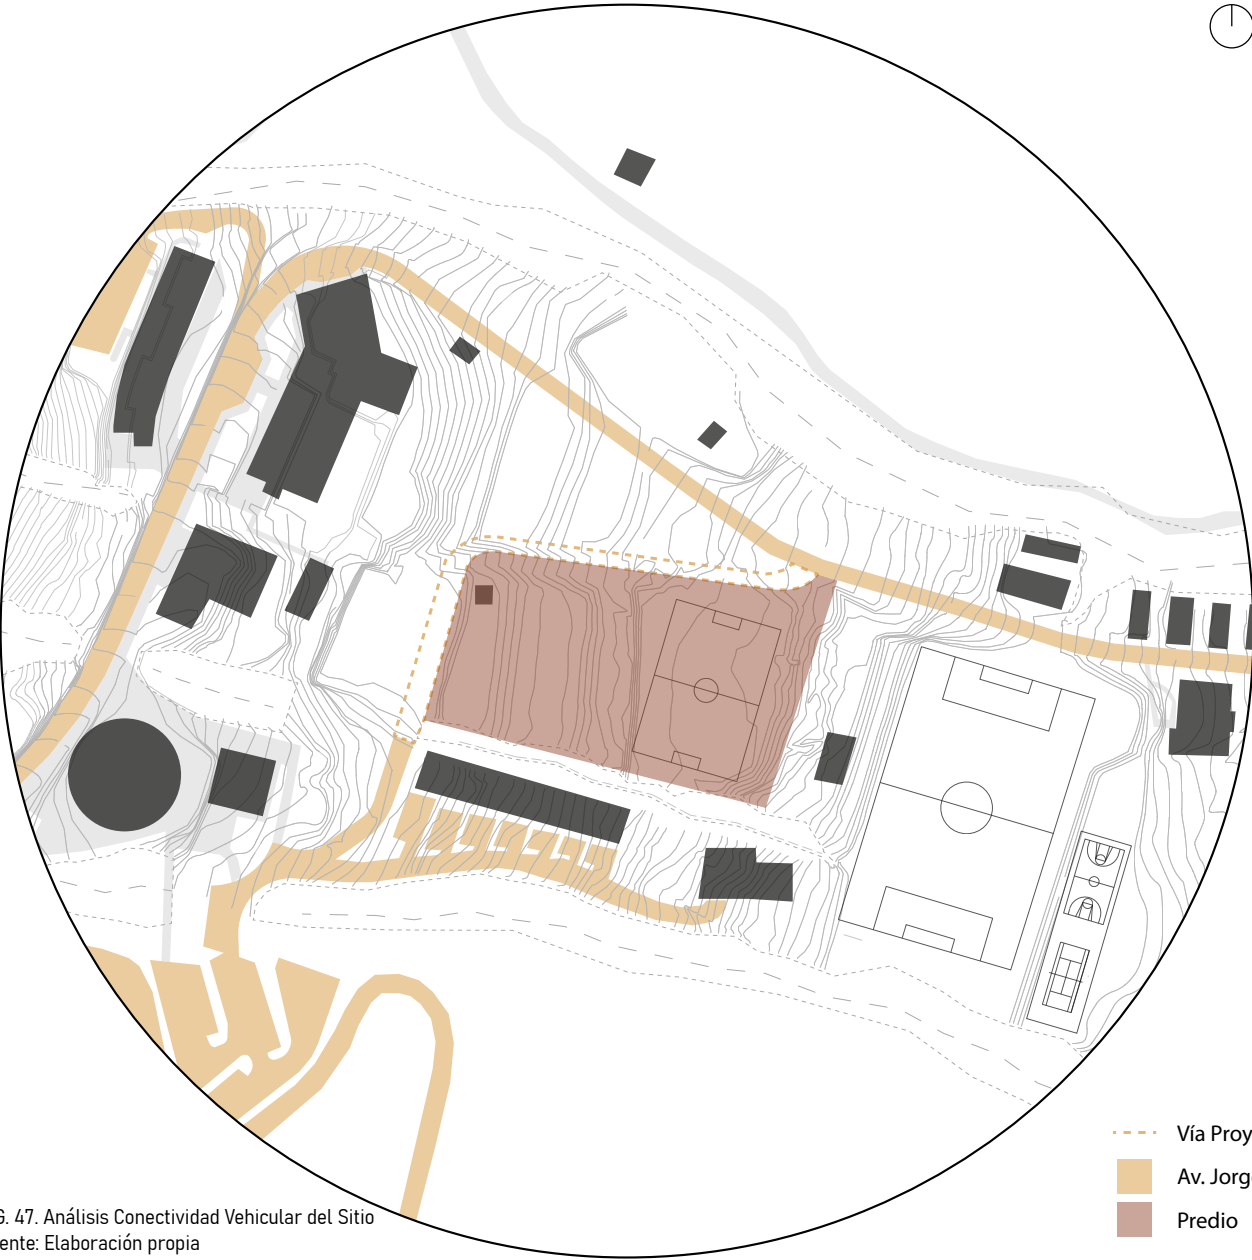 Vía Proy
Av. Jorg
Predio
G. 47. Análisis Conectividad Vehicular del Sitio
ente: Elaboración propia